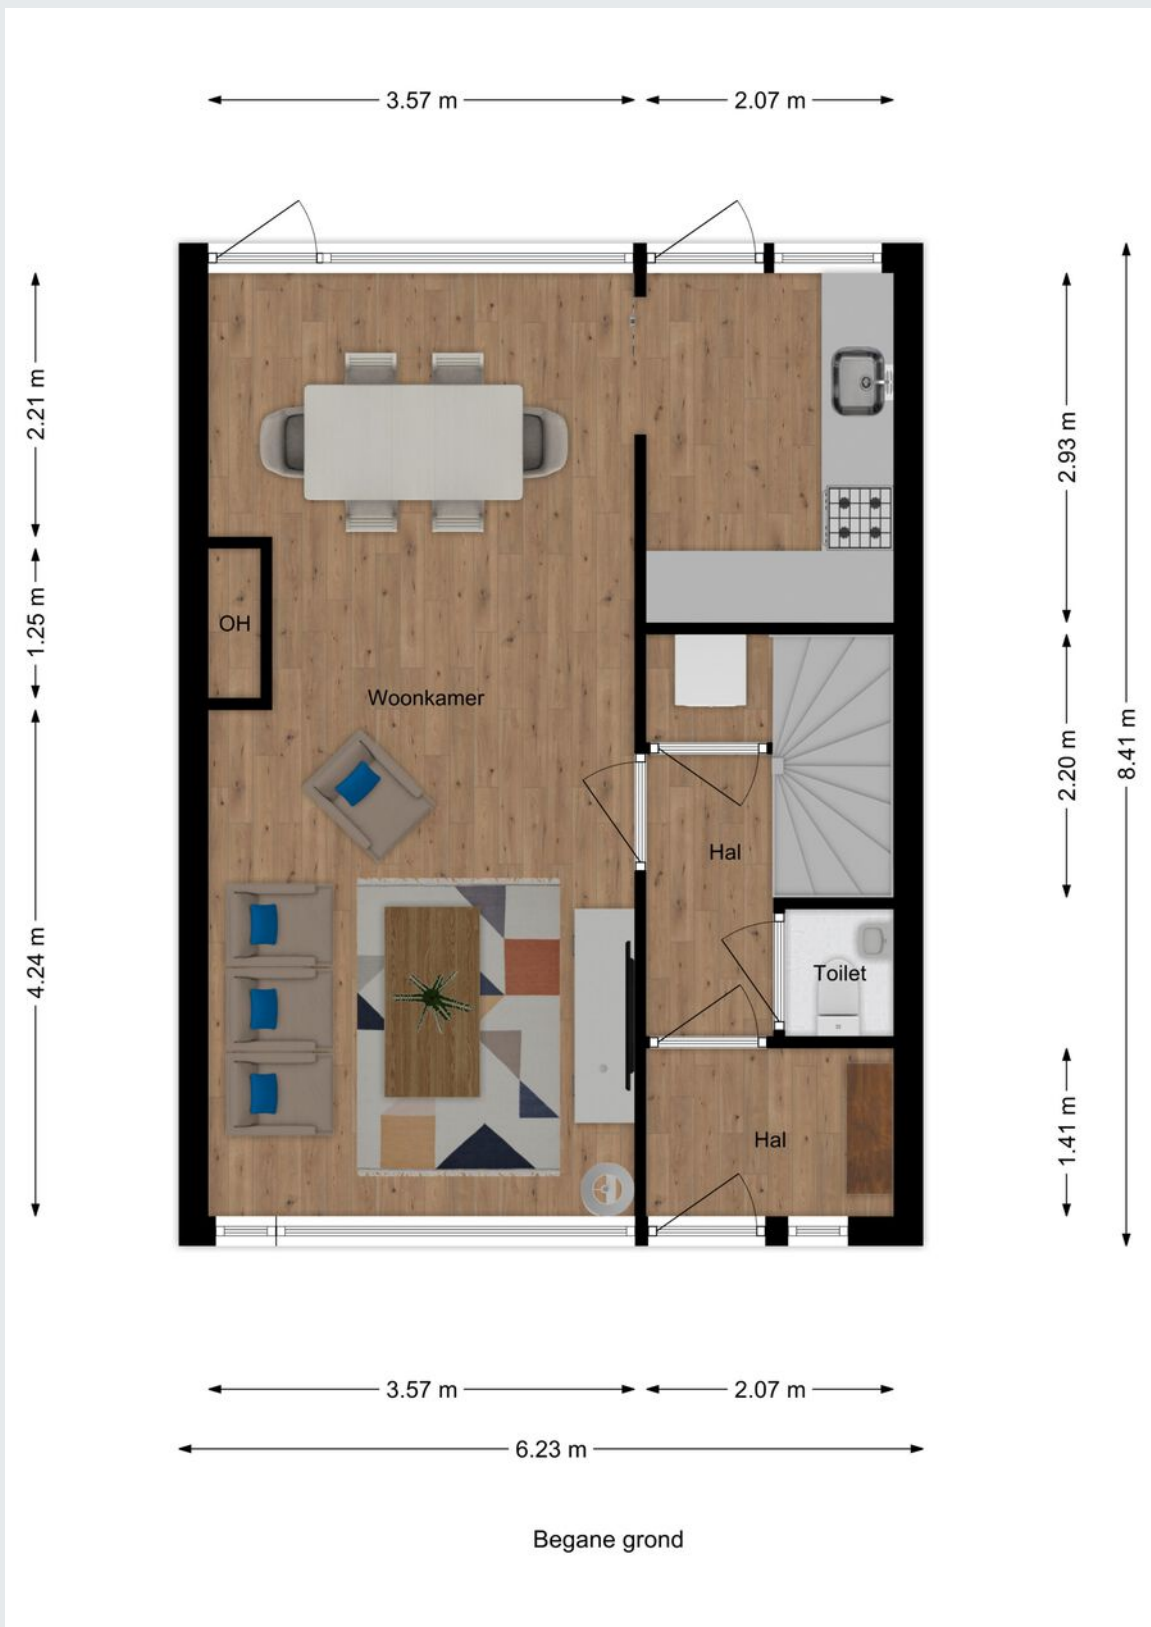 3.57 m
2.07 m
2.21 m
2.93 m
1.25 m
OH
Woonkamer
2.20 m
8.41 m
Hal
4.24 m
Toilet
1.41 m
Hal
3.57 m
2.07 m
6.23 m
Begane grond